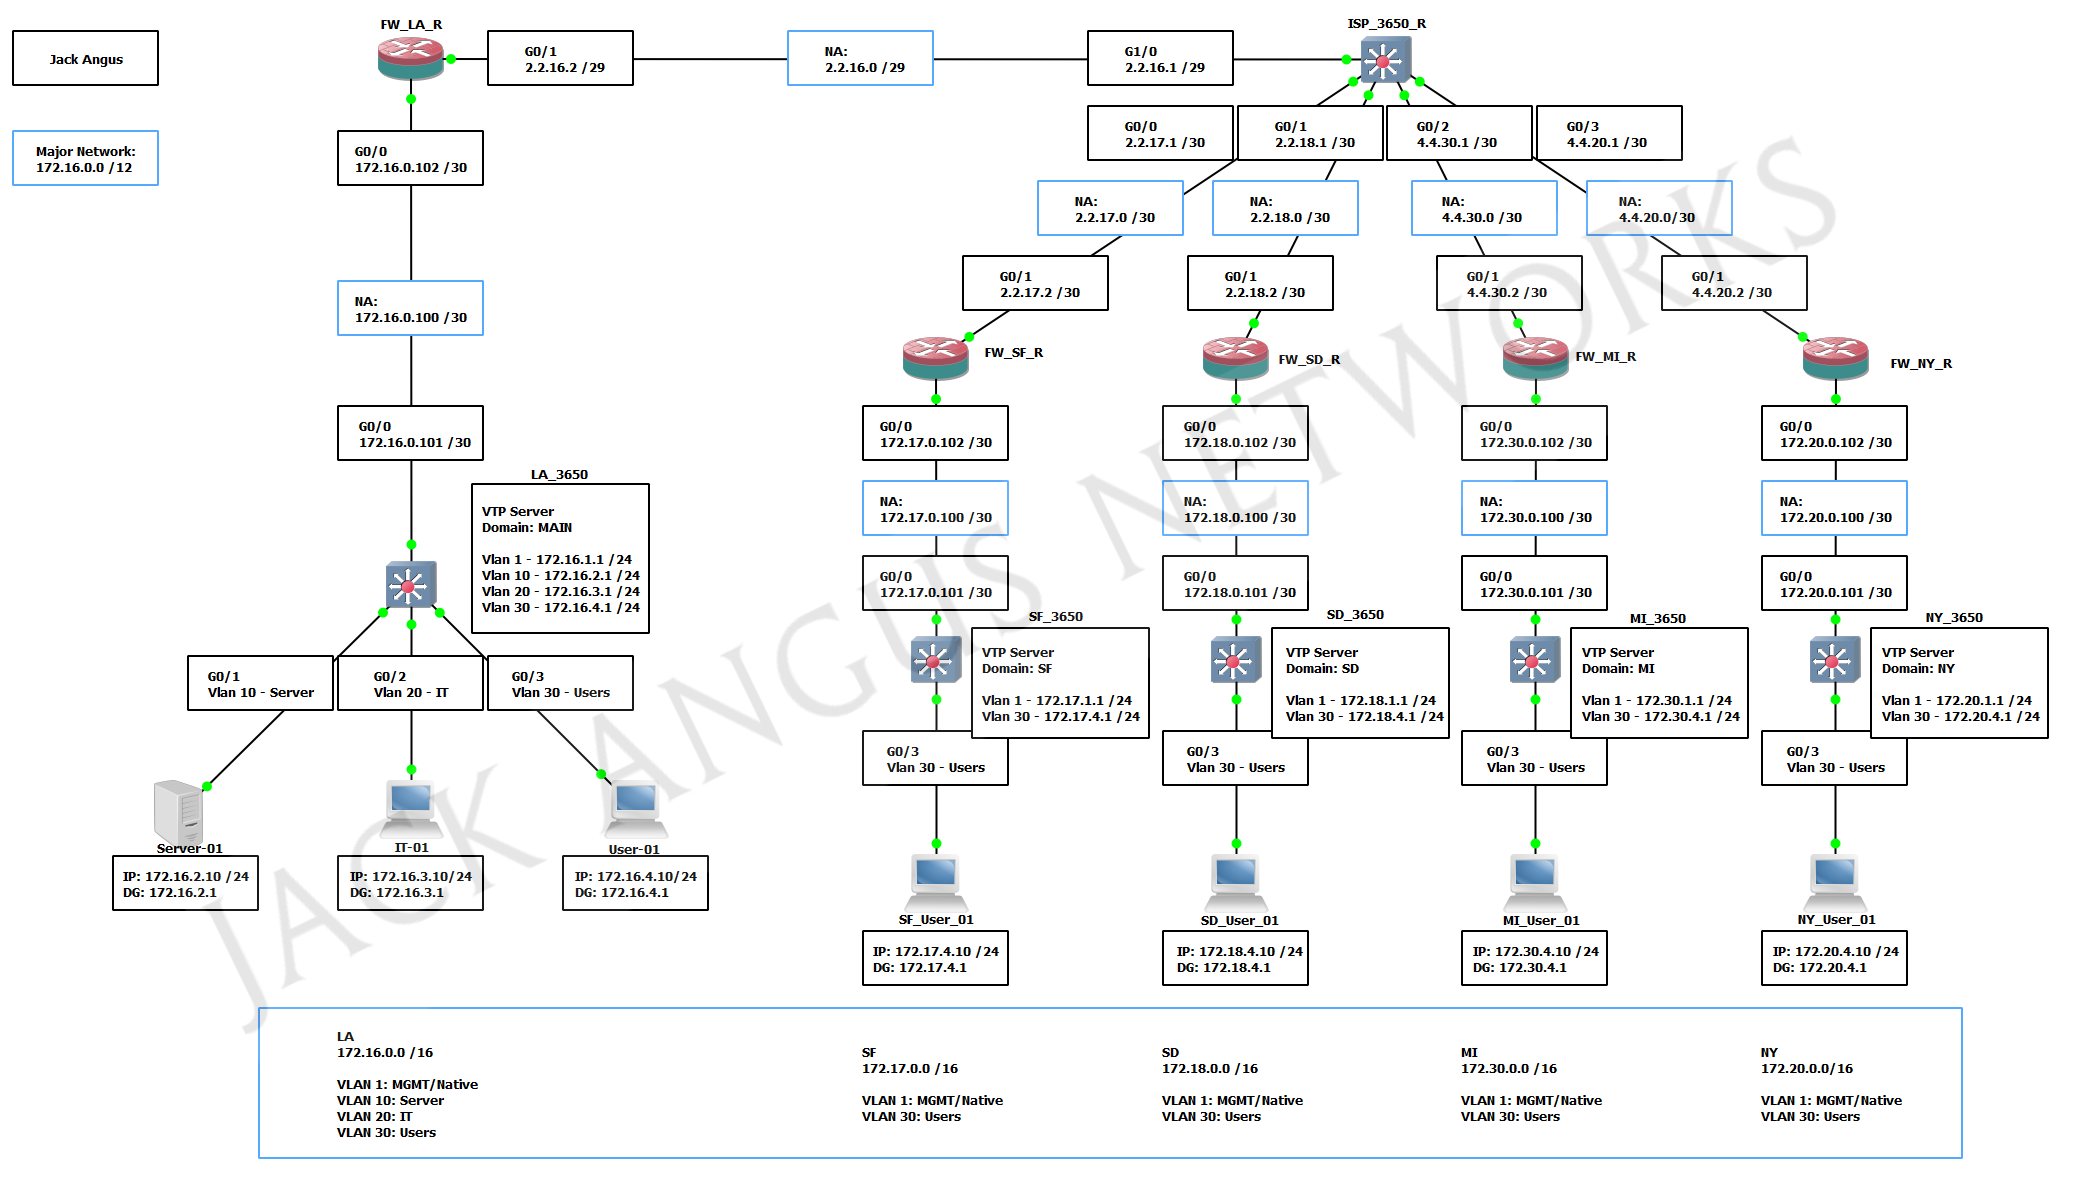 Jack Angus
Major Network:
172.16.0.0 /12
FW_LA_R
G0/1
2.2.16.2 /29
NA:
2.2.16.0 /29
G1/0
2.2.16.1 /29
ISP_3650_R
G0/0
172.16.0.102 /30
NA:
172.16.0.100 /30
G0/0
172.16.0.101 /30
LA_3650
VTP Server
Domain: MAIN
Vlan 1 - 172.16.1.1 /24
Vlan 10 - 172.16.2.1 /24
Vlan 20 - 172.16.3.1 /24
Vlan 30 - 172.16.4.1 /24
G0/1
Vlan 10 - Server
G0/2
Vlan 20 - IT
G0/3
Vlan 30 - Users
Server-01
IP: 172.16.2.10 /24
DG: 172.16.2.1
IT-01
IP: 172.16.3.10/24
DG: 172.16.3.1
User-01
IP: 172.16.4.10/24
DG: 172.16.4.1
G0/0
2.2.17.1 /30
G0/1
2.2.18.1 /30
G0/2
4.4.30.1 /30
G0/3
4.4.20.1 /30
NA:
2.2.17.0 /30
NA:
2.2.18.0 /30
NA:
4.4.30.0 /30
NA:
4.4.20.0/30
G0/1
2.2.17.2 /30
G0/1
2.2.18.2 /30
G0/1
4.4.30.2 /30
G0/1
4.4.20.2 /30
FW_SF_R
FW_SD_R
FW_MI_R
FW_NY_R
G0/0
172.17.0.102 /30
G0/0
172.18.0.102 /30
G0/0
172.30.0.102 /30
G0/0
172.20.0.102 /30
NA:
172.17.0.100 /30
NA:
172.18.0.100 /30
NA:
172.30.0.100 /30
NA:
172.20.0.100 /30
G0/0
172.17.0.101 /30
G0/0
172.18.0.101 /30
G0/0
172.30.0.101 /30
G0/0
172.20.0.101 /30
SF_3650
VTP Server
Domain: SF
Vlan 1 - 172.17.1.1 /24
Vlan 30 - 172.17.4.1 /24
SD_3650
VTP Server
Domain: SD
Vlan 1 - 172.18.1.1 /24
Vlan 30 - 172.18.4.1 /24
MI_3650
VTP Server
Domain: MI
Vlan 1 - 172.30.1.1 /24
Vlan 30 - 172.30.4.1 /24
NY_3650
VTP Server
Domain: NY
Vlan 1 - 172.20.1.1 /24
Vlan 30 - 172.20.4.1 /24
G0/3
Vlan 30 - Users
G0/3
Vlan 30 - Users
G0/3
Vlan 30 - Users
G0/3
Vlan 30 - Users
SF_User_01
IP: 172.17.4.10 /24
DG: 172.17.4.1
SD_User_01
IP: 172.18.4.10 /24
DG: 172.18.4.1
MI_User_01
IP: 172.30.4.10 /24
DG: 172.30.4.1
NY_User_01
IP: 172.20.4.10 /24
DG: 172.20.4.1
LA
172.16.0.0 /16
VLAN 1: MGMT/Native
VLAN 10: Server
VLAN 20: IT
VLAN 30: Users
SF
172.17.0.0 /16
VLAN 1: MGMT/Native
VLAN 30: Users
SD
172.18.0.0 /16
VLAN 1: MGMT/Native
VLAN 30: Users
MI
172.30.0.0 /16
VLAN 1: MGMT/Native
VLAN 30: Users
NY
172.20.0.0/16
VLAN 1: MGMT/Native
VLAN 30: Users
JACK ANGUS NETWORKS